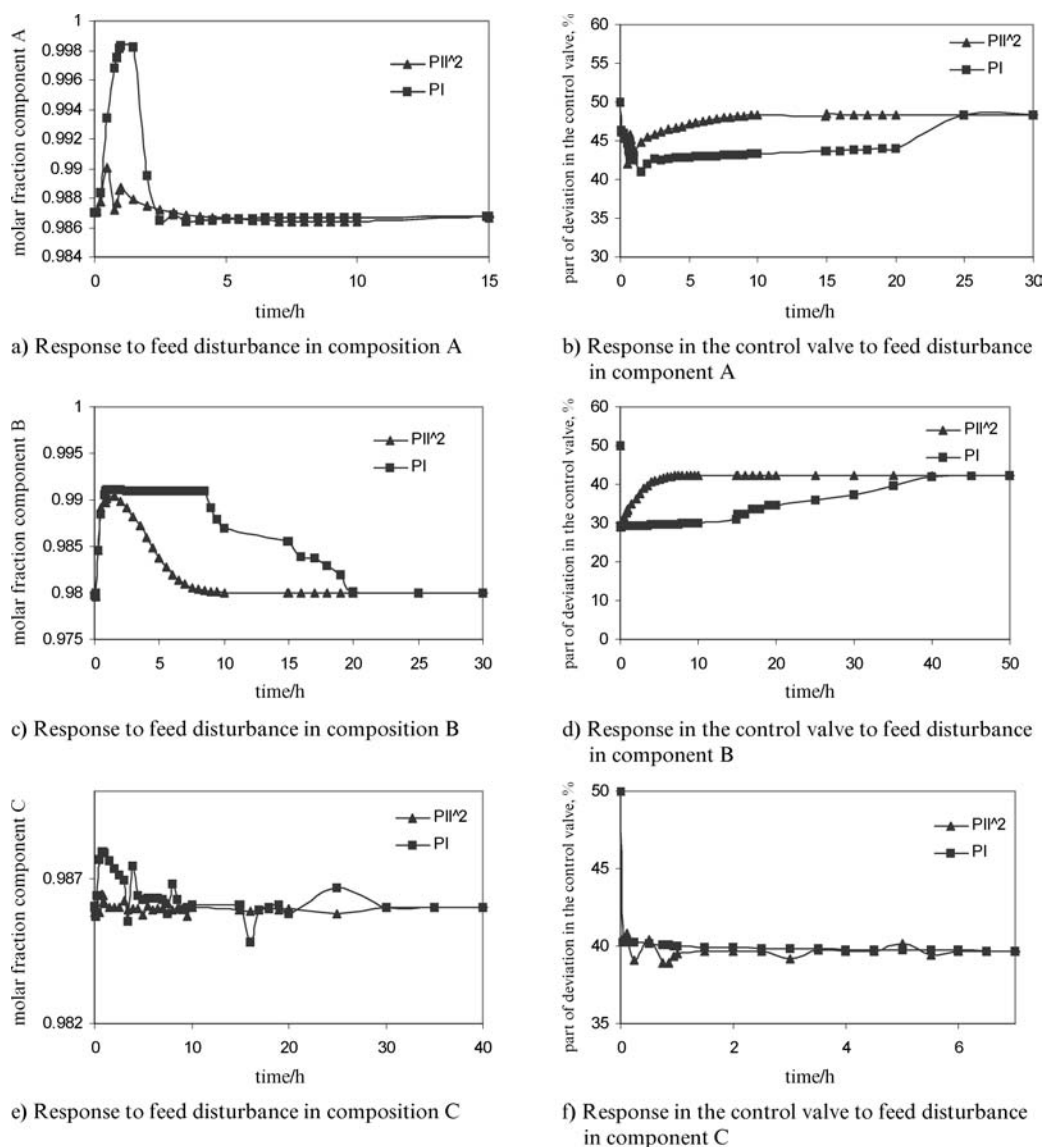 1
0.998
0.996
0.994
0.992
0.99
0.988
0.986
0.984
molar fraction component A
PII^2
PI
0
5
10
15
time/h
a) Response to feed disturbance in composition A
60
55
50
45
40
35
30
part of deviation in the control valve, %
PII^2
PI
0
5
10
15
20
25
30
time/h
b) Response in the control valve to feed disturbance
in component A
1
0.995
0.99
0.985
0.98
0.975
molar fraction component B
PII^2
PI
0
5
10
15
20
25
30
time/h
c) Response to feed disturbance in composition B
60
50
40
30
20
10
0
part of deviation in the control valve, %
PII^2
PI
0
10
20
30
40
50
time/h
d) Response in the control valve to feed disturbance
in component B
0.987
0.982
molar fraction component C
PII^2
PI
0
10
20
30
40
time/h
e) Response to feed disturbance in composition C
50
45
40
35
part of deviation in the control valve, %
PII^2
PI
0
2
4
6
time/h
f) Response in the control valve to feed disturbance
in component C